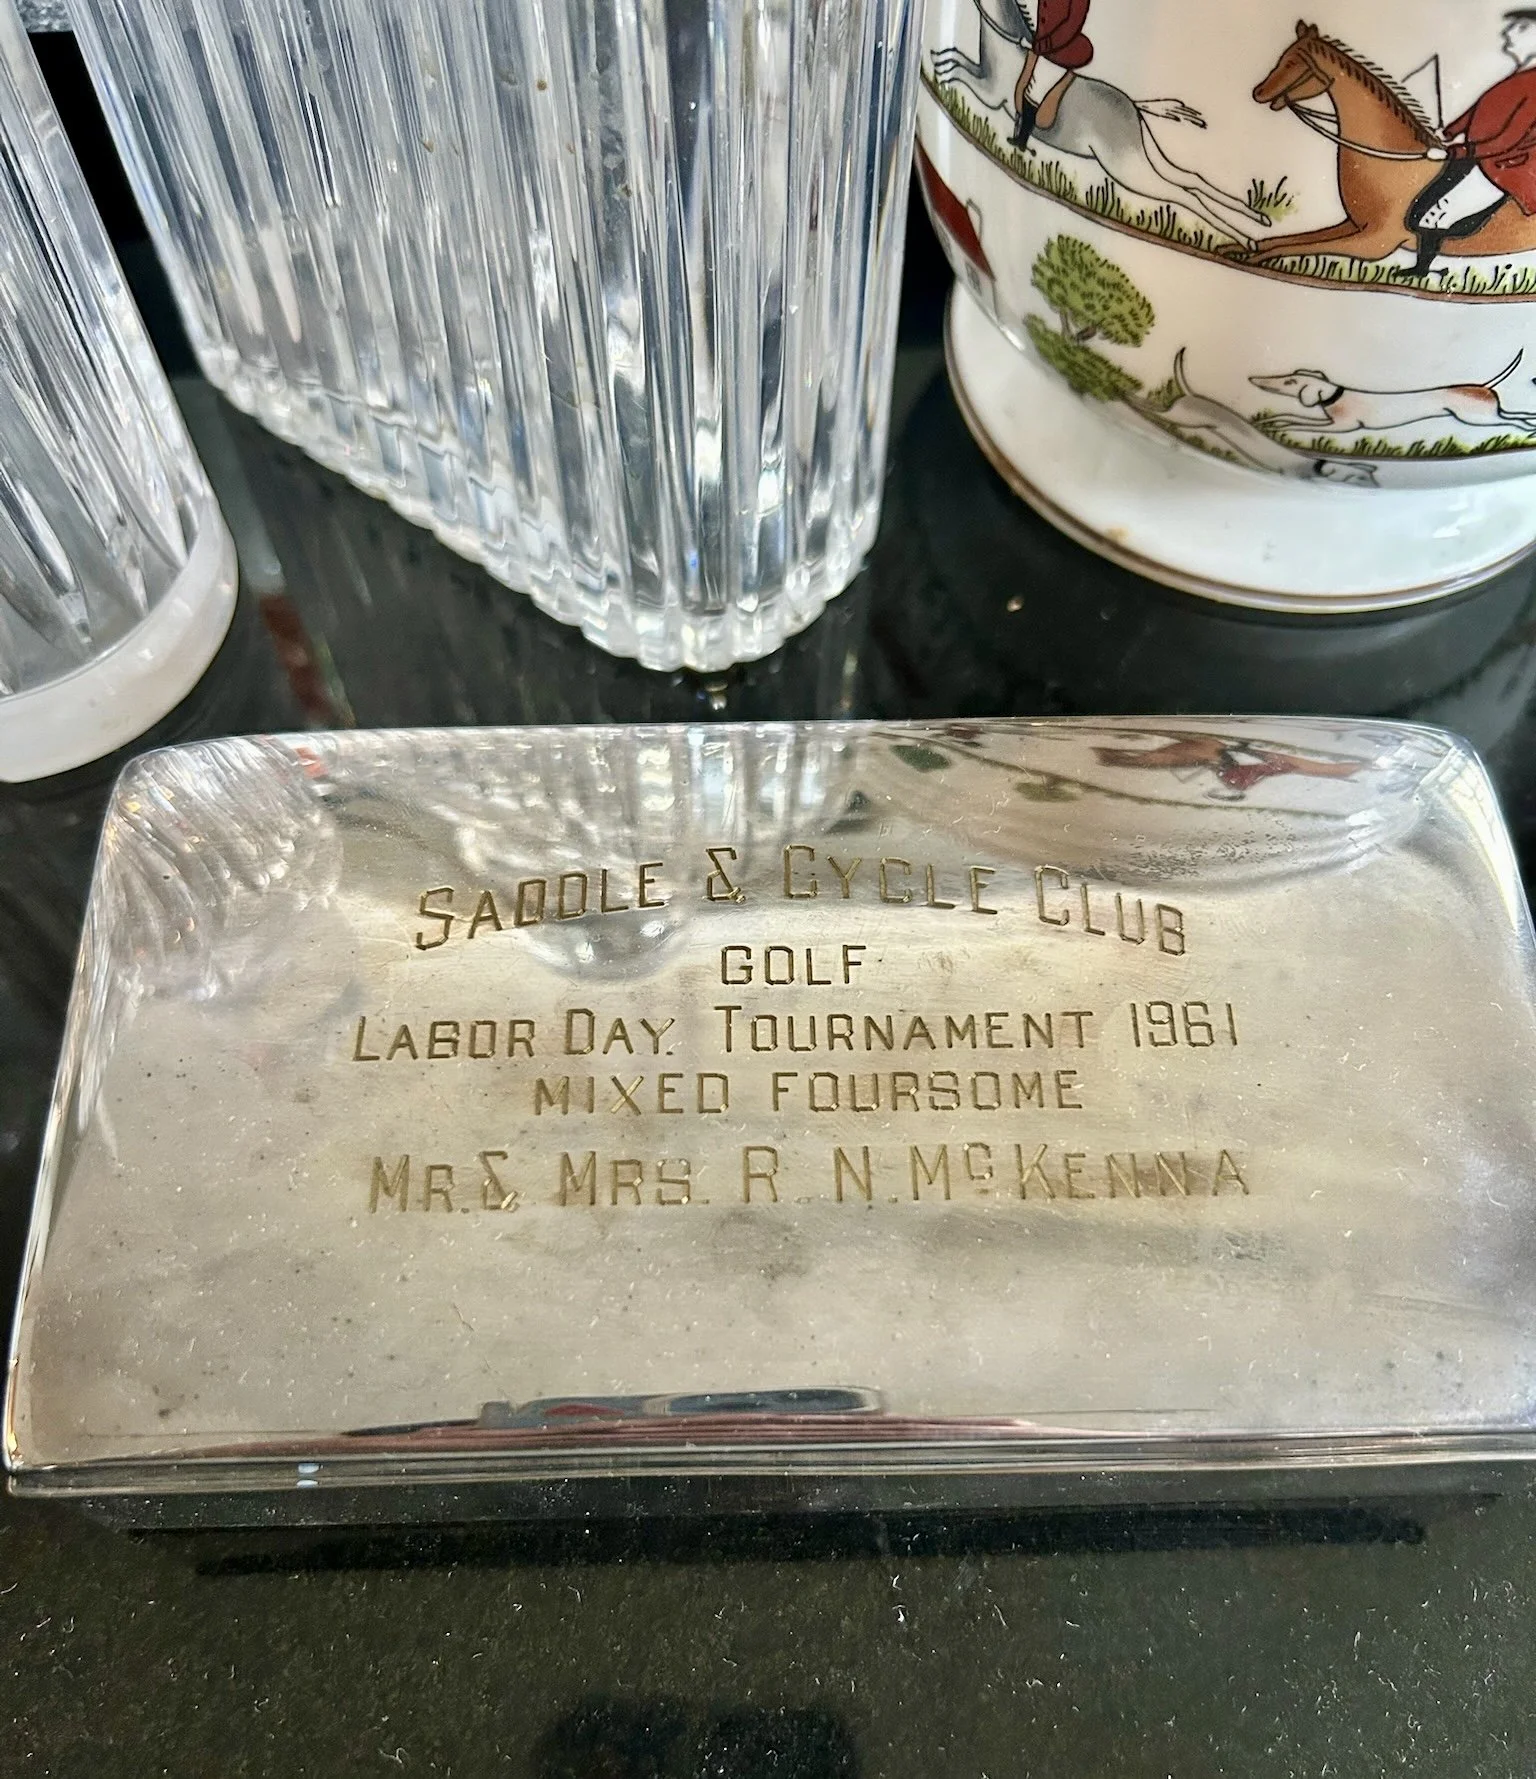 SADDLE & CYCLE CLUB
GOLF
LABOR DAY. TOURNAMENT 1961
MIXED FOURSOME
MR. & MRS. R. N. McKENNA